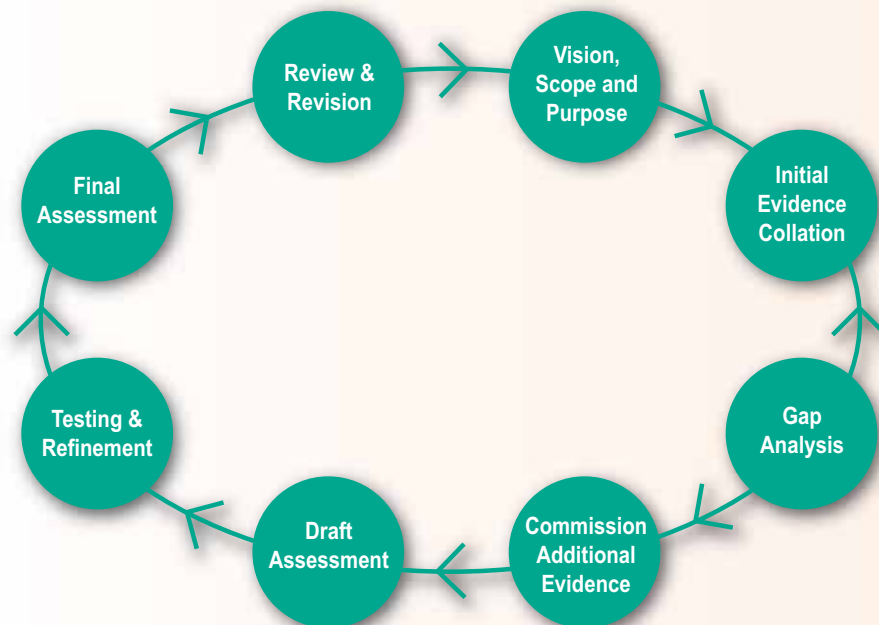 Review &
Revision
Vision,
Scope and
Purpose
Initial
Evidence
Collation
Gap
Analysis
Commission
Additional
Evidence
Draft
Assessment
Testing &
Refinement
Final
Assessment